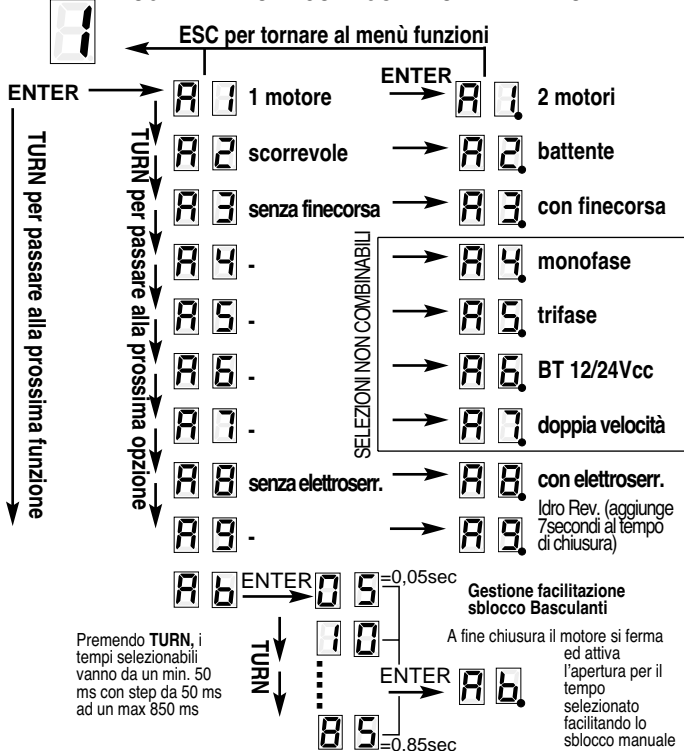 1
ESC per tornare al menù funzioni
ENTER
A 1 1 motore
ENTER
A 1. 2 motori
A 2 scorrevole
A 2. battente
A 3 senza finecorsa
A 3. con finecorsa
A 4 -
A 4. monofase
A 5 -
A 5. trifase
A 6 -
A 6. BT 12/24Vcc
A 7 -
A 7. doppia velocità
A 8 senza elettroserr.
A 8. con elettroserr.
A 9 -
A 9. Idro Rev. (aggiunge
7secondi al tempo
di chiusura)
SELEZIONI NON COMBINABILI
TURN per passare alla prossima funzione
TURN per passare alla prossima opzione
A b ENTER 0 5 =0,05sec
1 0
8 5 =0,85sec
TURN
ENTER
A b.
Premendo TURN, i
tempi selezionabili
vanno da un min. 50
ms con step da 50 ms
ad un max 850 ms
Gestione facilitazione
sblocco Basculanti
A fine chiusura il motore si ferma
ed attiva
l'apertura per il
tempo
selezionato
facilitando lo
sblocco manuale